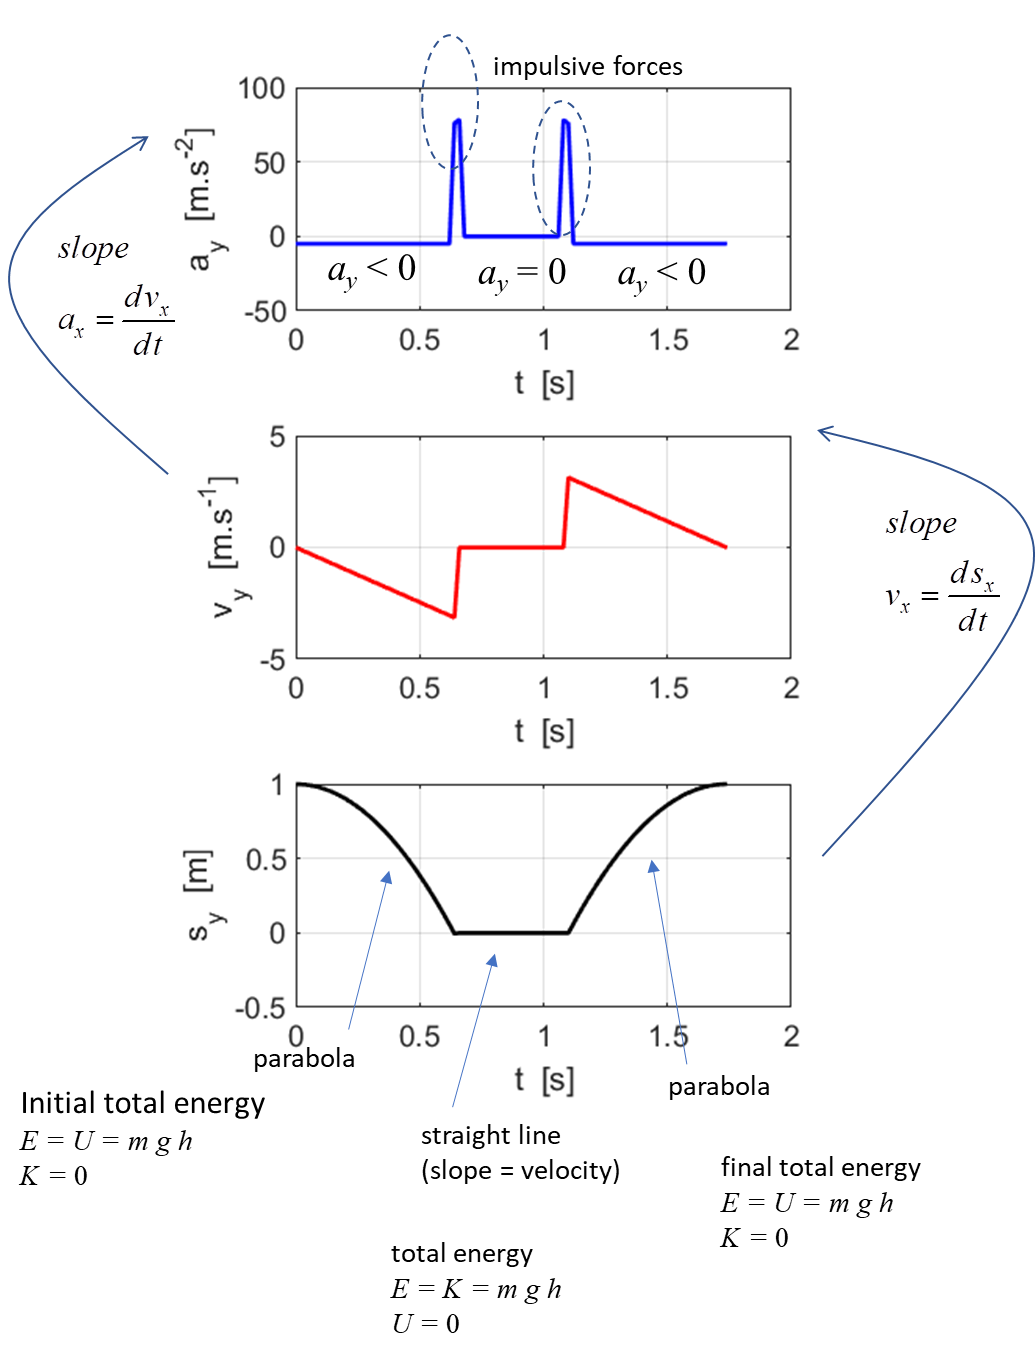 impulsive forces
100
50
0
-50
a_y [m.s^-2]
a_y < 0
a_y = 0
a_y < 0
0 0.5 1 1.5 2
t [s]
slope
a_x = dv_x/dt
5
0
-5
v_y [m.s^-1]
0 0.5 1 1.5 2
t [s]
slope
v_x = ds_x/dt
1
0.5
0
-0.5
s_y [m]
0 0.5 1 1.5 2
t [s]
parabola
parabola
Initial total energy
E = U = m g h
K = 0
straight line
(slope = velocity)
final total energy
E = U = m g h
K = 0
total energy
E = K = m g h
U = 0